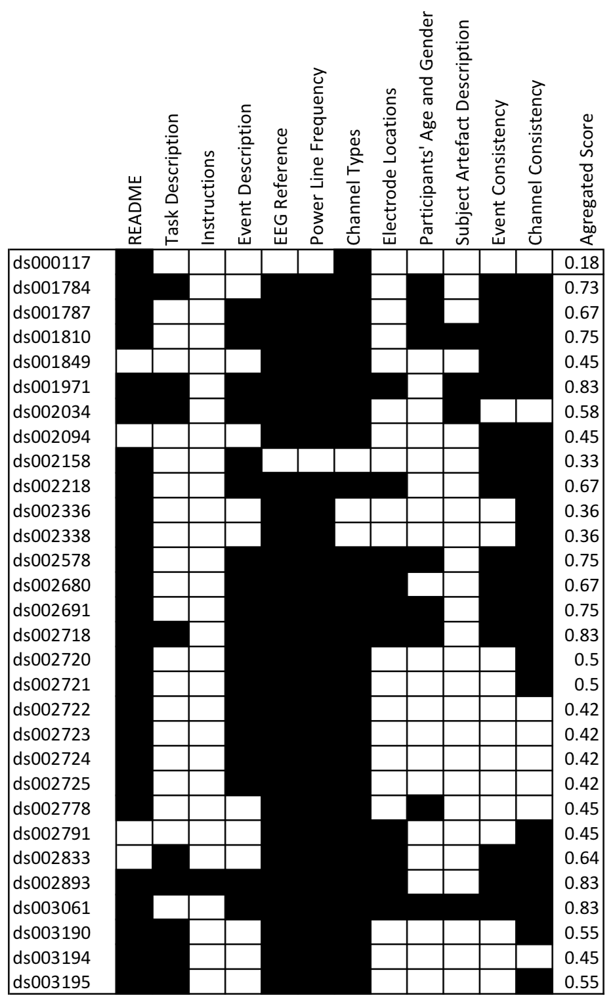 README
Task Description
Instructions
Event Description
EEG Reference
Power Line Frequency
Channel Types
Electrode Locations
Participants' Age and Gender
Subject Artefact Description
Event Consistency
Channel Consistency
Agregated Score
ds000117 0.18
ds001784 0.73
ds001787 0.67
ds001810 0.75
ds001849 0.45
ds001971 0.83
ds002034 0.58
ds002094 0.45
ds002158 0.33
ds002218 0.67
ds002336 0.36
ds002338 0.36
ds002578 0.75
ds002680 0.67
ds002691 0.75
ds002718 0.83
ds002720 0.5
ds002721 0.5
ds002722 0.42
ds002723 0.42
ds002724 0.42
ds002725 0.42
ds002778 0.45
ds002791 0.45
ds002833 0.64
ds002893 0.83
ds003061 0.83
ds003190 0.55
ds003194 0.45
ds003195 0.55